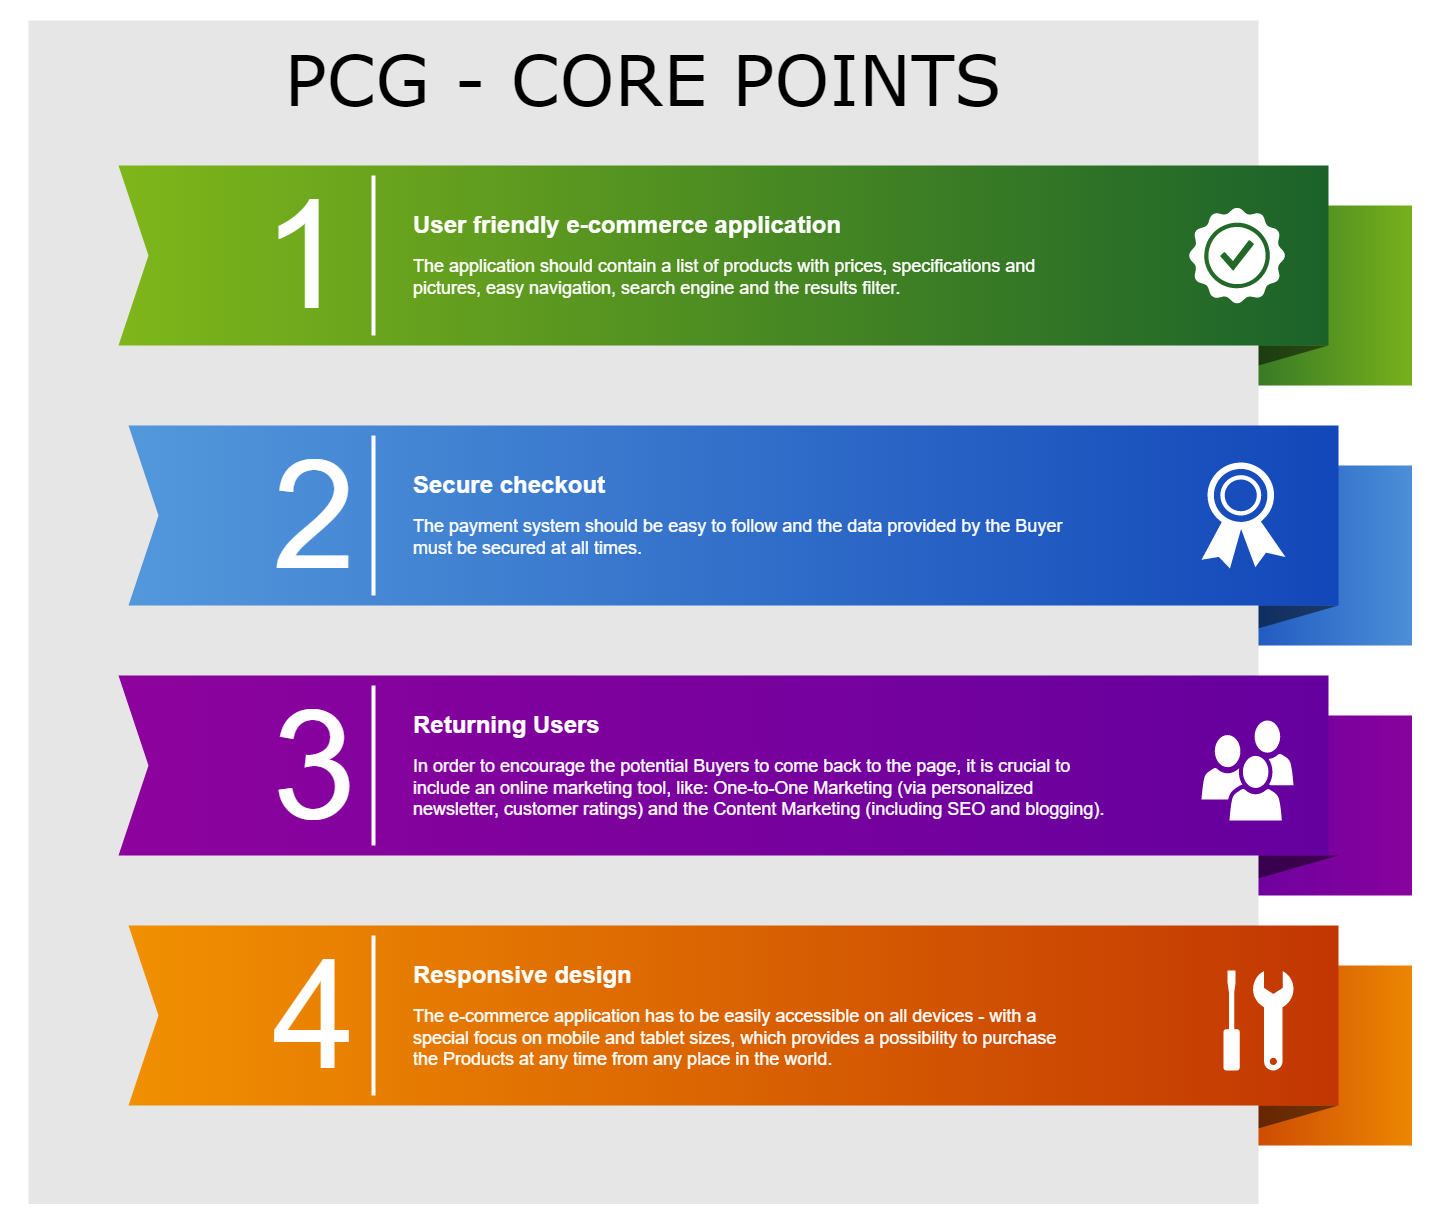 PCG - CORE POINTS
1
User friendly e-commerce application
The application should contain a list of products with prices, specifications and
pictures, easy navigation, search engine and the results filter.
2
Secure checkout
The payment system should be easy to follow and the data provided by the Buyer
must be secured at all times.
3
Returning Users
In order to encourage the potential Buyers to come back to the page, it is crucial to
include an online marketing tool, like: One-to-One Marketing (via personalized
newsletter, customer ratings) and the Content Marketing (including SEO and blogging).
4
Responsive design
The e-commerce application has to be easily accessible on all devices - with a
special focus on mobile and tablet sizes, which provides a possibility to purchase
the Products at any time from any place in the world.